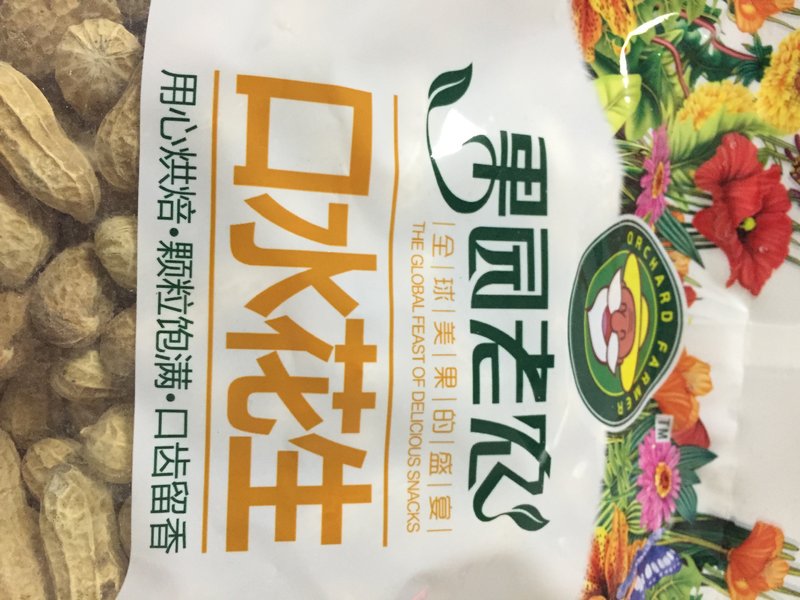 ORCHARD FARMER
TM
果园老农
全球美果的盛宴
THE GLOBAL FEAST OF DELICIOUS SNACKS
口水花生
用心烘焙·颗粒饱满·口齿留香